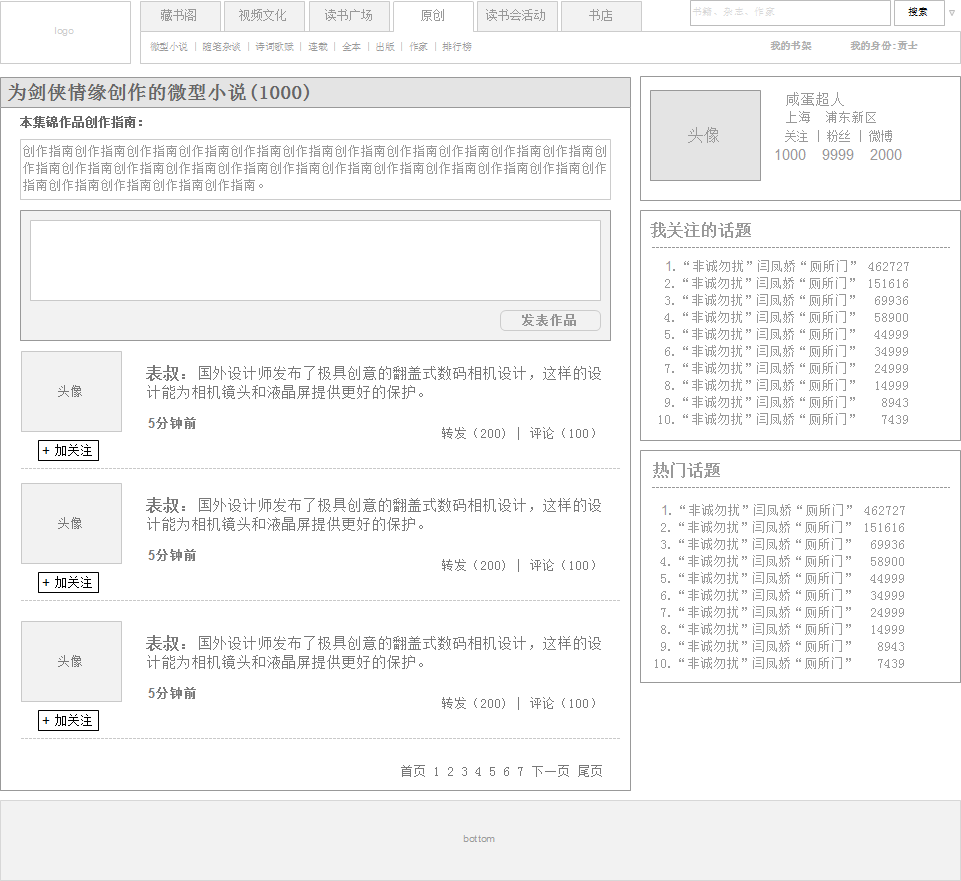 logo
藏书阁 视频文化 读书广场 原创 读书会活动 书店
书籍、杂志、作家 搜索
微型小说 | 随笔杂谈 | 诗词歌赋 | 连载 | 全本 | 出版 | 作家 | 排行榜
我的书架 我的身份:贡士
为剑侠情缘创作的微型小说(1000)
本集锦作品创作指南：
创作指南创作指南创作指南创作指南创作指南创作指南创作指南创作指南创作指南创作指南创作指南创
作指南创作指南创作指南创作指南创作指南创作指南创作指南创作指南创作指南创作指南创作指南创作
指南创作指南创作指南创作指南创作指南。
发表作品
头像
表叔：国外设计师发布了极具创意的翻盖式数码相机设计，这样的设
计能为相机镜头和液晶屏提供更好的保护。
5分钟前
转发（200）| 评论（100）
+ 加关注
头像
表叔：国外设计师发布了极具创意的翻盖式数码相机设计，这样的设
计能为相机镜头和液晶屏提供更好的保护。
5分钟前
转发（200）| 评论（100）
+ 加关注
头像
表叔：国外设计师发布了极具创意的翻盖式数码相机设计，这样的设
计能为相机镜头和液晶屏提供更好的保护。
5分钟前
转发（200）| 评论（100）
+ 加关注
首页 1 2 3 4 5 6 7 下一页 尾页
头像
咸蛋超人
上海 浦东新区
关注 | 粉丝 | 微博
1000 9999 2000
我关注的话题
1. “非诚勿扰”闫凤娇“厕所门” 462727
2. “非诚勿扰”闫凤娇“厕所门” 151616
3. “非诚勿扰”闫凤娇“厕所门” 69936
4. “非诚勿扰”闫凤娇“厕所门” 58900
5. “非诚勿扰”闫凤娇“厕所门” 44999
6. “非诚勿扰”闫凤娇“厕所门” 34999
7. “非诚勿扰”闫凤娇“厕所门” 24999
8. “非诚勿扰”闫凤娇“厕所门” 14999
9. “非诚勿扰”闫凤娇“厕所门” 8943
10. “非诚勿扰”闫凤娇“厕所门” 7439
热门话题
1. “非诚勿扰”闫凤娇“厕所门” 462727
2. “非诚勿扰”闫凤娇“厕所门” 151616
3. “非诚勿扰”闫凤娇“厕所门” 69936
4. “非诚勿扰”闫凤娇“厕所门” 58900
5. “非诚勿扰”闫凤娇“厕所门” 44999
6. “非诚勿扰”闫凤娇“厕所门” 34999
7. “非诚勿扰”闫凤娇“厕所门” 24999
8. “非诚勿扰”闫凤娇“厕所门” 14999
9. “非诚勿扰”闫凤娇“厕所门” 8943
10. “非诚勿扰”闫凤娇“厕所门” 7439
bottom